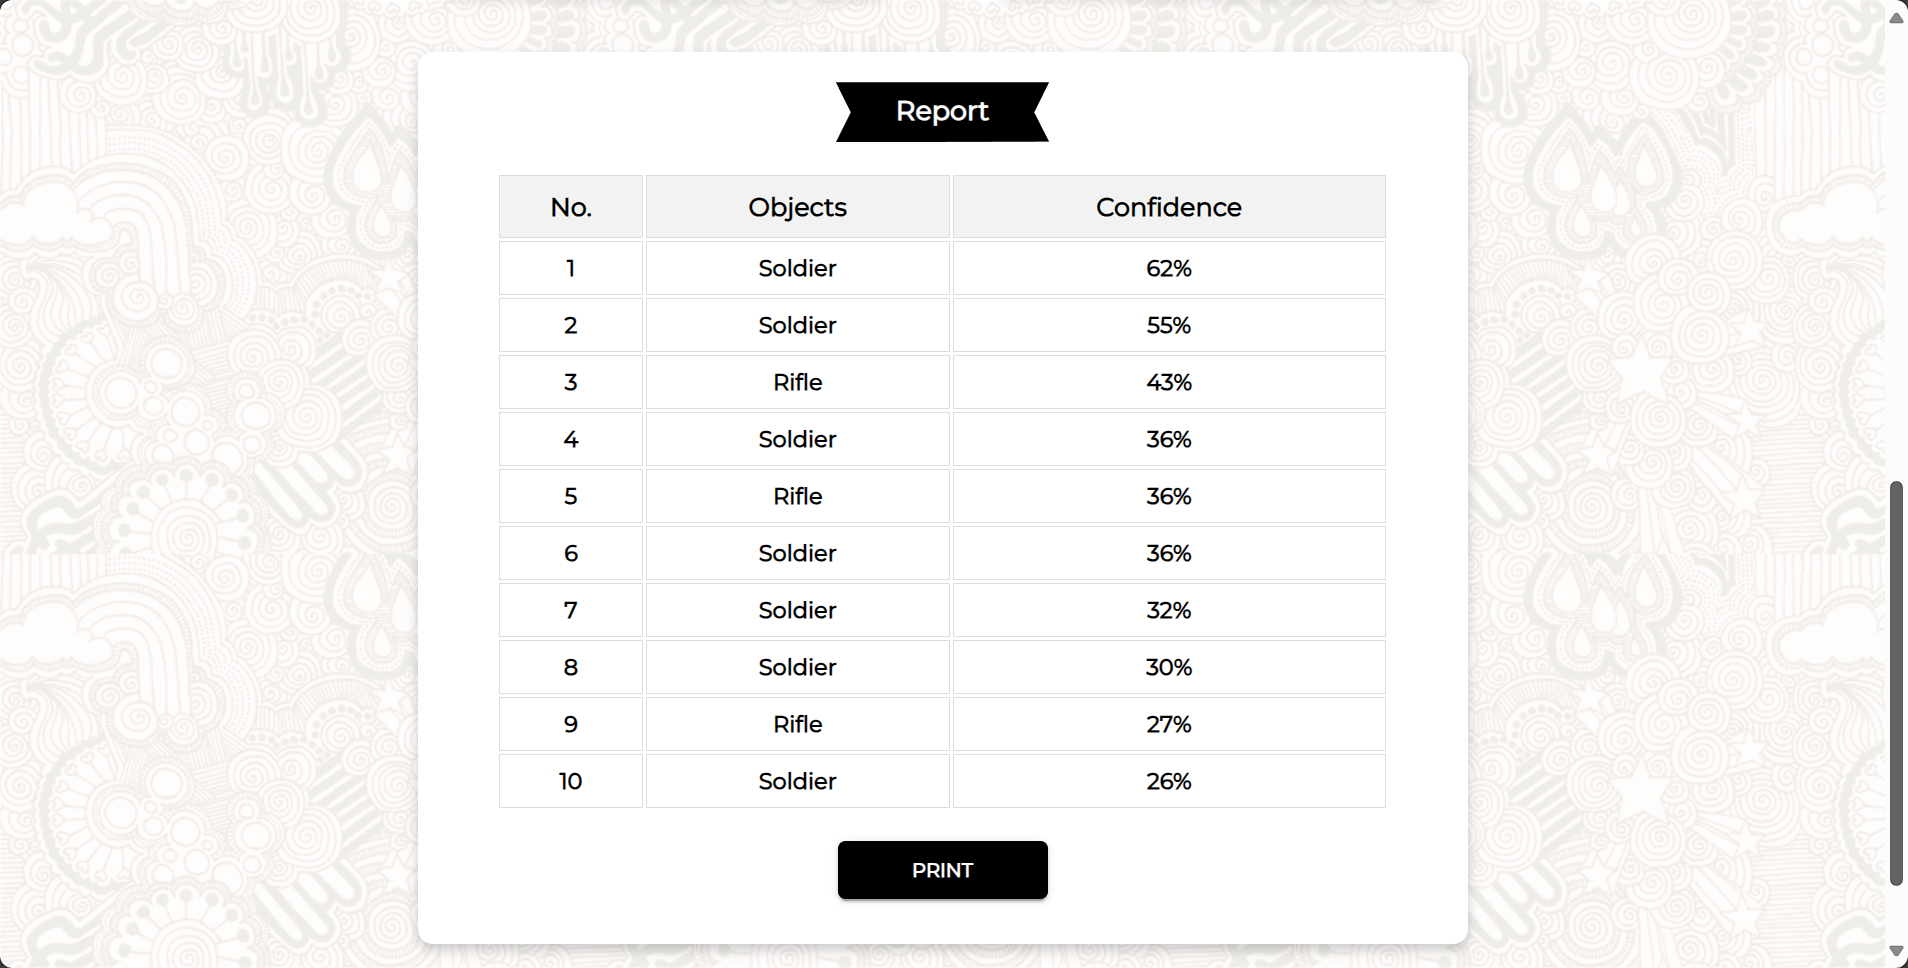 Report
No. Objects Confidence
1 Soldier 62%
2 Soldier 55%
3 Rifle 43%
4 Soldier 36%
5 Rifle 36%
6 Soldier 36%
7 Soldier 32%
8 Soldier 30%
9 Rifle 27%
10 Soldier 26%
PRINT